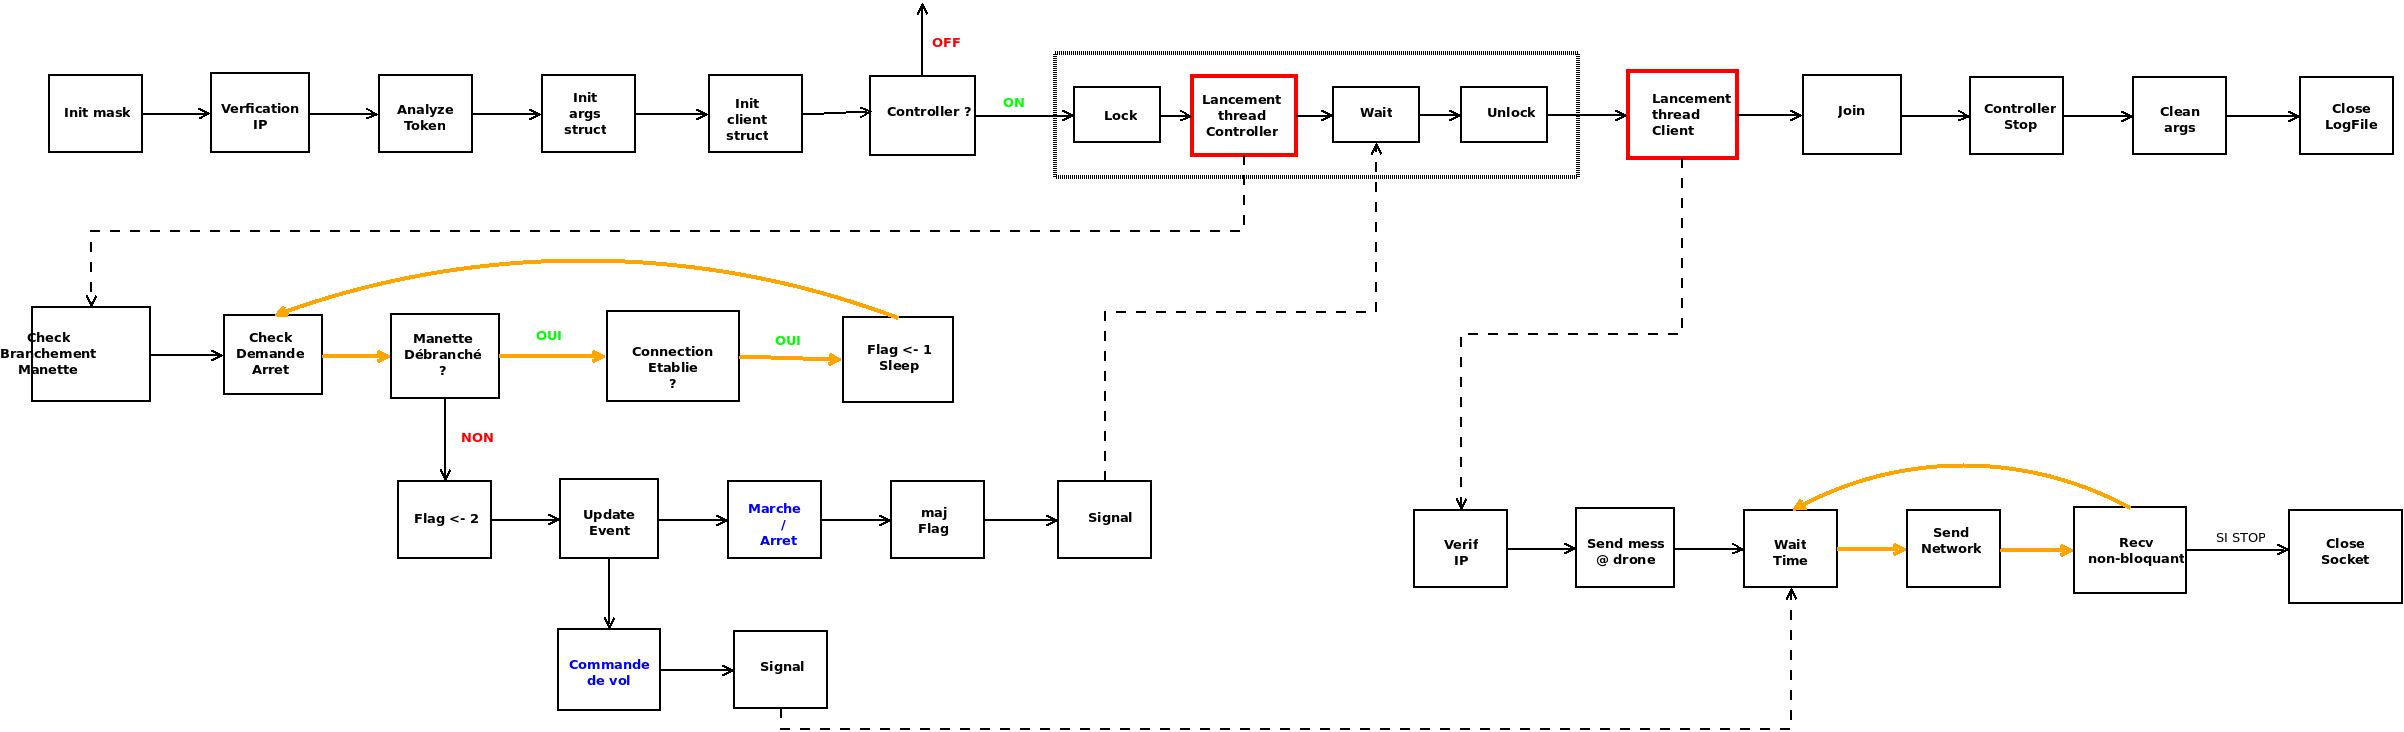 OFF
Init mask
Verfication
IP
Analyze
Token
Init
args
struct
Init
client
struct
Controller ?
ON
Lock
Lancement
thread
Controller
Wait
Unlock
Lancement
thread
Client
Join
Controller
Stop
Clean
args
Close
LogFile
Check
Branchement
Manette
Check
Demande
Arret
Manette
Débranché
?
OUI
Connection
Etablie
?
OUI
Flag <- 1
Sleep
NON
Flag <- 2
Update
Event
Marche
/
Arret
maj
Flag
Signal
Commande
de vol
Signal
Verif
IP
Send mess
@ drone
Wait
Time
Send
Network
Recv
non-bloquant
SI STOP
Close
Socket